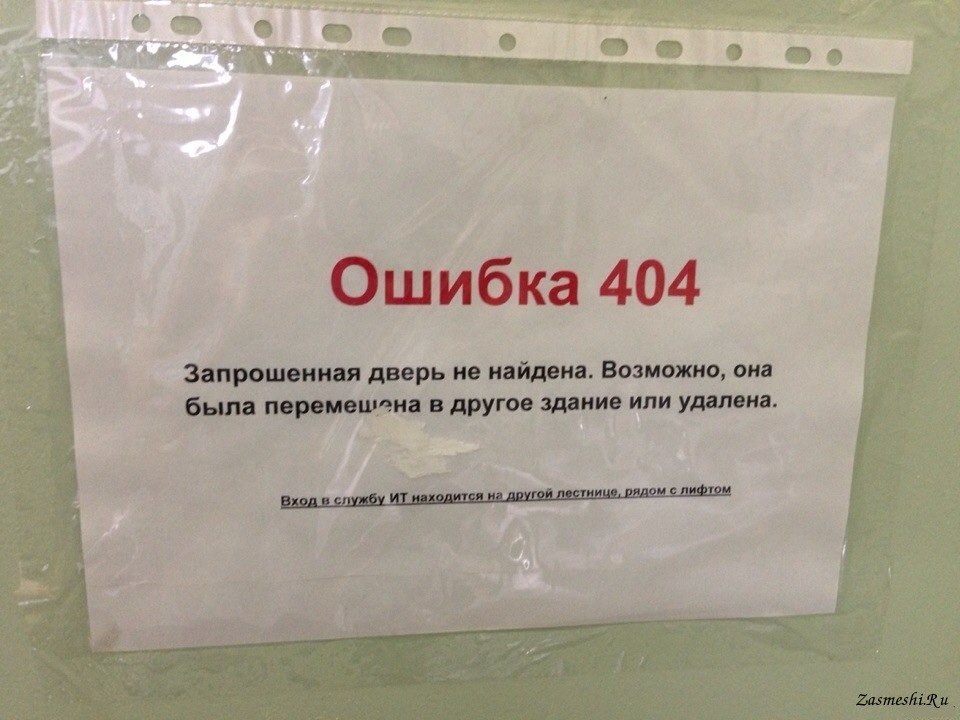 Ошибка 404
Запрошенная дверь не найдена. Возможно, она
была перемещена в другое здание или удалена.
Вход в службу ИТ находится на другой лестнице, рядом с лифтом
Zasmeshi.Ru